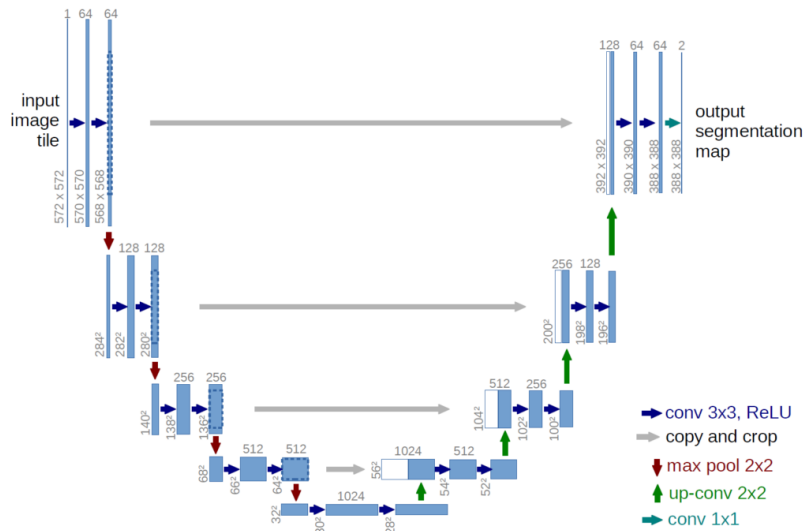 1 64 64
128 64 64 2
input
image
tile
output
segmentation
map
572 x 572
570 x 570
568 x 568
392 x 392
390 x 390
388 x 388
388 x 388
128 128
256 128
284²
282²
280²
200²
198²
196²
256 256
512 256
140²
138²
136²
104²
102²
100²
512 512
1024 512
68²
66²
64²
56²
54²
52²
1024
32²
30²
28²
conv 3x3, ReLU
copy and crop
max pool 2x2
up-conv 2x2
conv 1x1